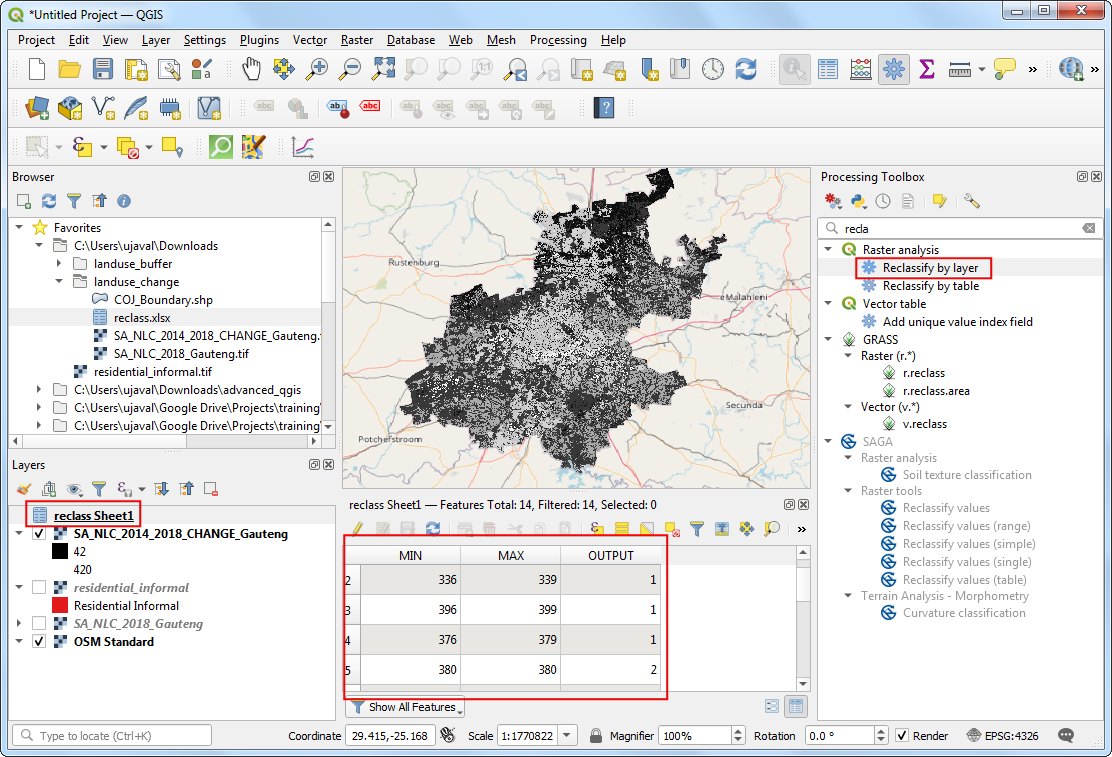 *Untitled Project — QGIS
Project Edit View Layer Settings Plugins Vector Raster Database Web Mesh Processing Help
Browser
Favorites
C:\Users\ujaval\Downloads
landuse_buffer
landuse_change
COJ_Boundary.shp
reclass.xlsx
SA_NLC_2014_2018_CHANGE_Gauteng.
SA_NLC_2018_Gauteng.tif
residential_informal.tif
C:\Users\ujaval\Downloads\advanced_qgis
C:\Users\ujaval\Google Drive\Projects\training
C:\Users\ujaval\Google Drive\Projects\training
Layers
reclass Sheet1
SA_NLC_2014_2018_CHANGE_Gauteng
42
420
residential_informal
Residential Informal
SA_NLC_2018_Gauteng
OSM Standard
Rustenburg
eMalahleni
Secunda
Potchefstroom
reclass Sheet1 — Features Total: 14, Filtered: 14, Selected: 0
MIN MAX OUTPUT
2 336 339 1
3 396 399 1
4 376 379 1
5 380 380 2
Show All Features
Processing Toolbox
recla
Raster analysis
Reclassify by layer
Reclassify by table
Vector table
Add unique value index field
GRASS
Raster (r.*)
r.reclass
r.reclass.area
Vector (v.*)
v.reclass
SAGA
Raster analysis
Soil texture classification
Raster tools
Reclassify values
Reclassify values (range)
Reclassify values (simple)
Reclassify values (single)
Reclassify values (table)
Terrain Analysis - Morphometry
Curvature classification
Type to locate (Ctrl+K) Coordinate 29.415,-25.168 Scale 1:1770822 Magnifier 100% Rotation 0.0 ° Render EPSG:4326